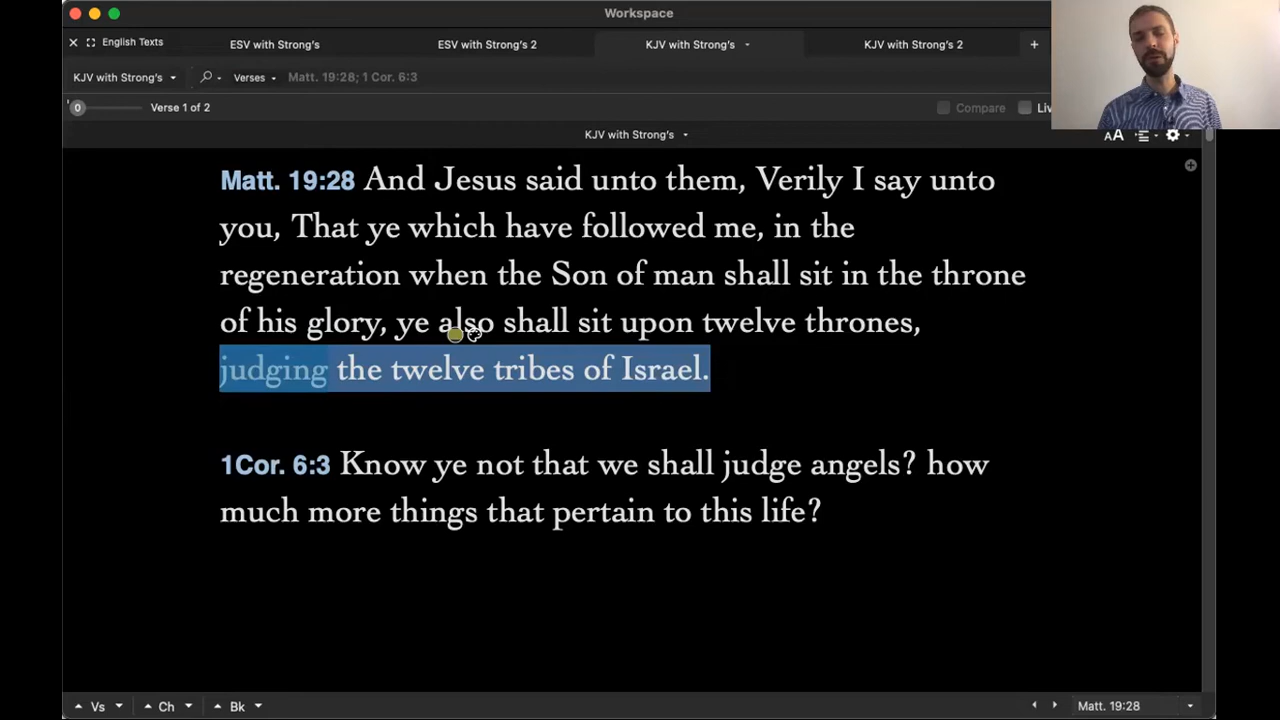 Workspace
English Texts
ESV with Strong's
ESV with Strong's 2
KJV with Strong's
KJV with Strong's 2
+
KJV with Strong's
Verses
Matt. 19:28; 1 Cor. 6:3
0
Verse 1 of 2
Compare
KJV with Strong's
AA
Matt. 19:28 And Jesus said unto them, Verily I say unto
you, That ye which have followed me, in the
regeneration when the Son of man shall sit in the throne
of his glory, ye also shall sit upon twelve thrones,
judging the twelve tribes of Israel.
1Cor. 6:3 Know ye not that we shall judge angels? how
much more things that pertain to this life?
Vs
Ch
Bk
Matt. 19:28